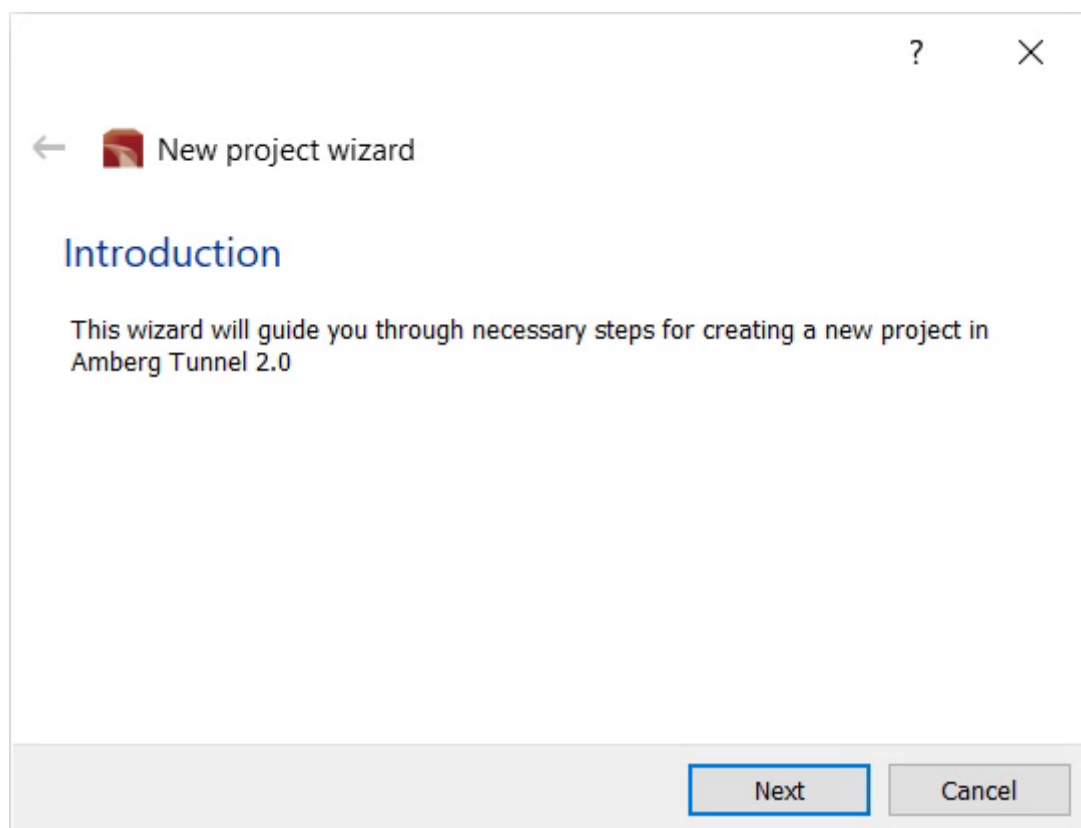 ?
New project wizard
Introduction
This wizard will guide you through necessary steps for creating a new project in
Amberg Tunnel 2.0
Next Cancel